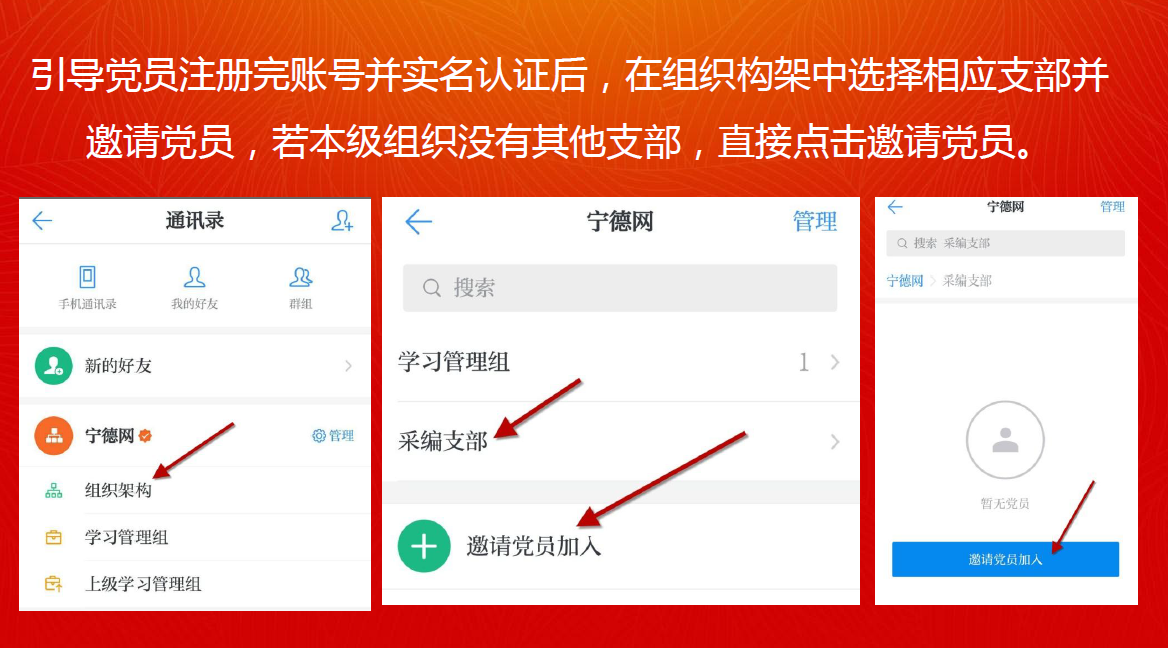 引导党员注册完账号并实名认证后，在组织构架中选择相应支部并
邀请党员，若本级组织没有其他支部，直接点击邀请党员。
通讯录
手机通讯录 我的好友 群组
新的好友
宁德网 管理
组织架构
学习管理组
上级学习管理组
宁德网 管理
搜索
学习管理组 1
采编支部
邀请党员加入
宁德网 管理
搜索 采编支部
宁德网 采编支部
暂无党员
邀请党员加入